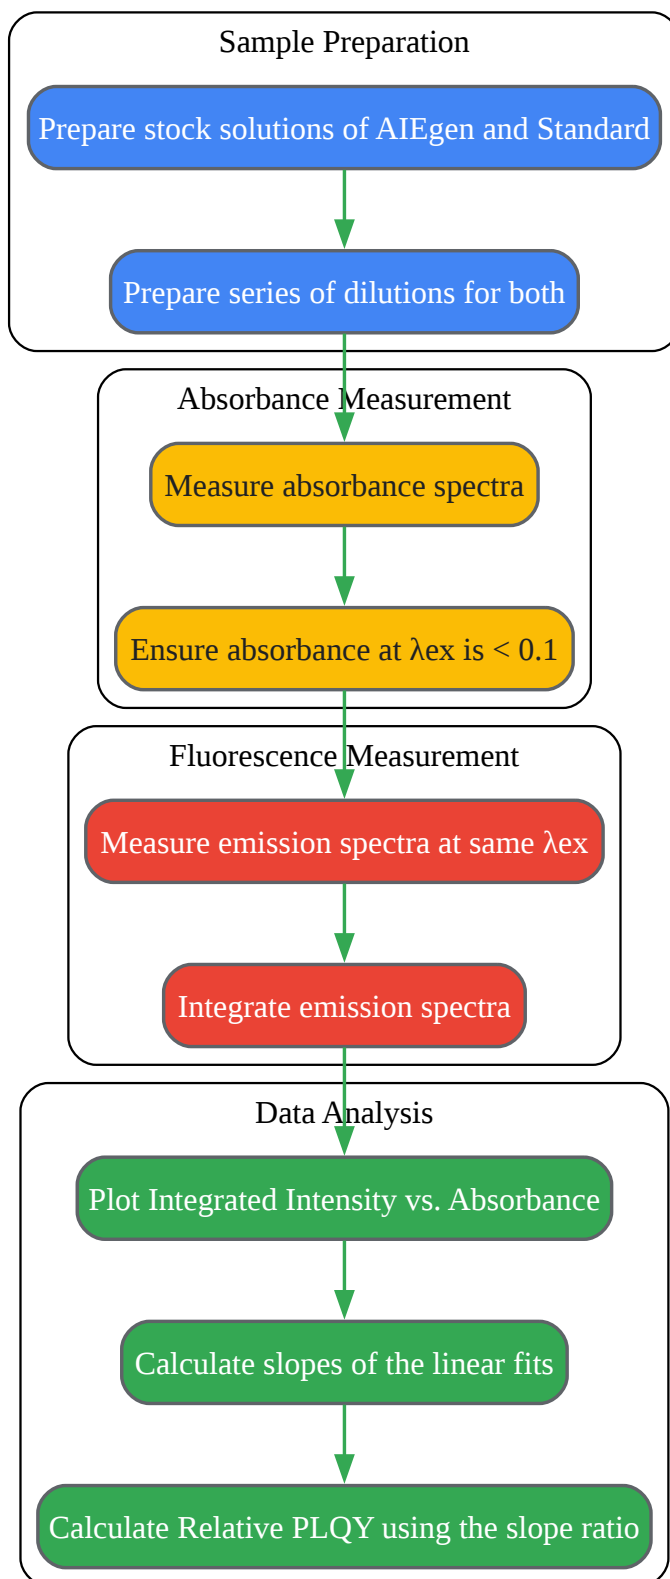 Sample Preparation
Prepare stock solutions of AIEgen and Standard
Prepare series of dilutions for both
Absorbance Measurement
Measure absorbance spectra
Ensure absorbance at λex is < 0.1
Fluorescence Measurement
Measure emission spectra at same λex
Integrate emission spectra
Data Analysis
Plot Integrated Intensity vs. Absorbance
Calculate slopes of the linear fits
Calculate Relative PLQY using the slope ratio